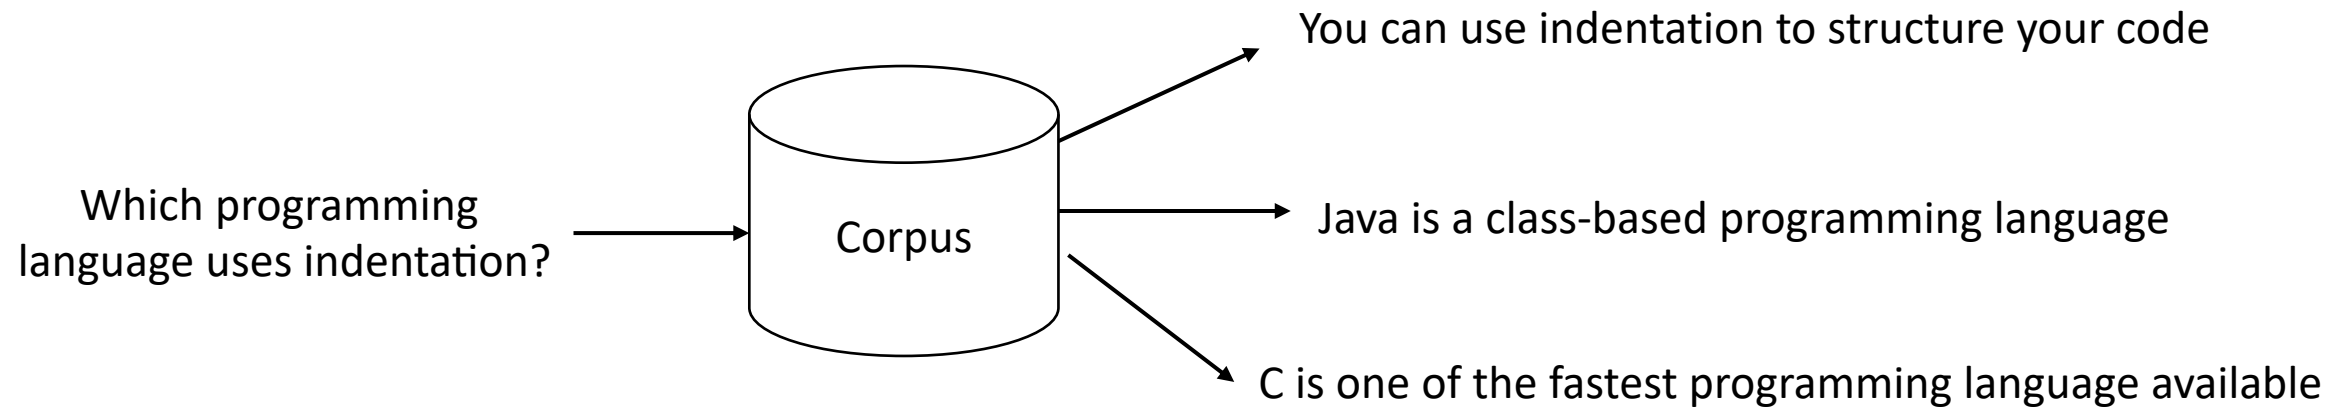 Which programming
language uses indentation?
Corpus
You can use indentation to structure your code
Java is a class-based programming language
C is one of the fastest programming language available